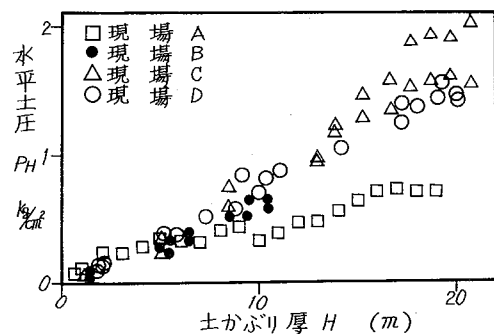 2
□ 現場 A
● 現場 B
△ 現場 C
○ 現場 D
水平土圧
PH
kg/cm²
1
0
0
10
20
土かぶり厚 H (m)